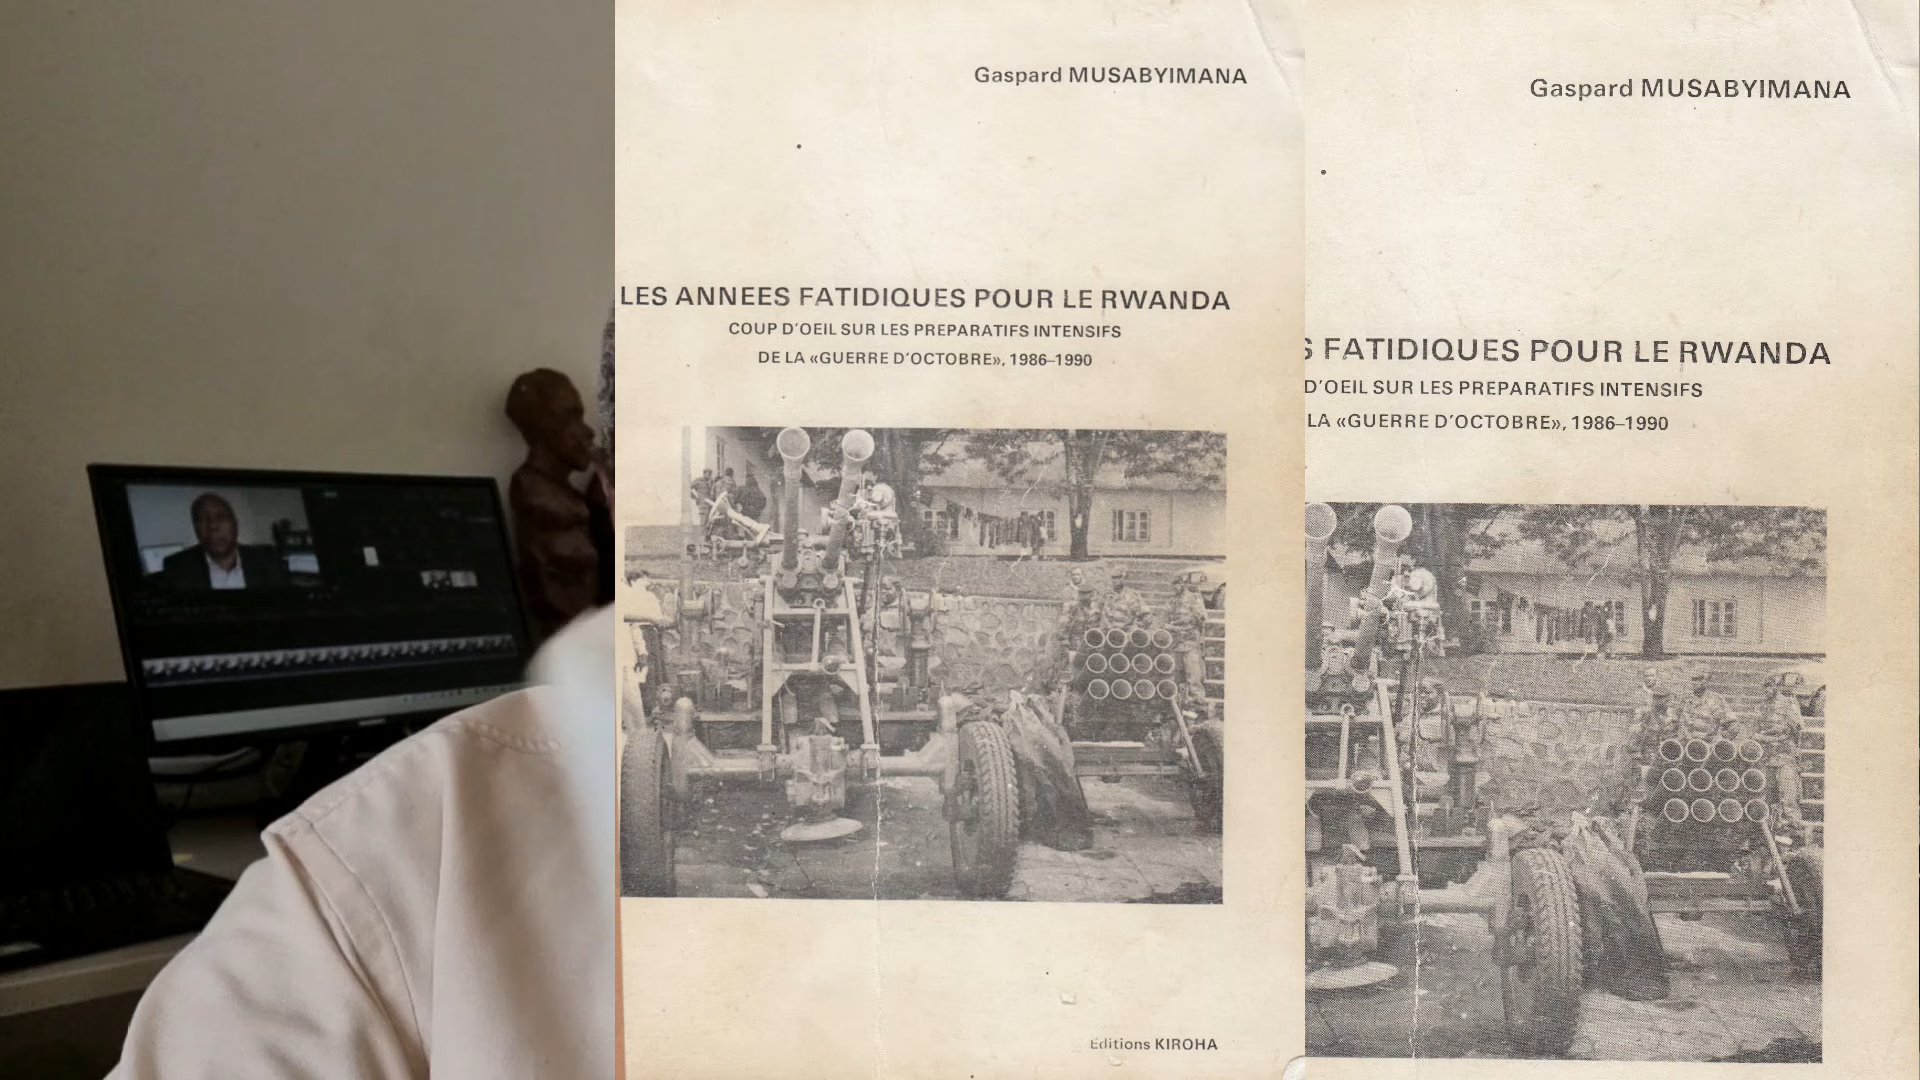 Gaspard MUSABYIMANA
LES ANNEES FATIDIQUES POUR LE RWANDA
COUP D'OEIL SUR LES PREPARATIFS INTENSIFS
DE LA «GUERRE D'OCTOBRE», 1986–1990
Editions KIROHA
Gaspard MUSABYIMANA
S FATIDIQUES POUR LE RWANDA
D'OEIL SUR LES PREPARATIFS INTENSIFS
LA «GUERRE D'OCTOBRE», 1986–1990